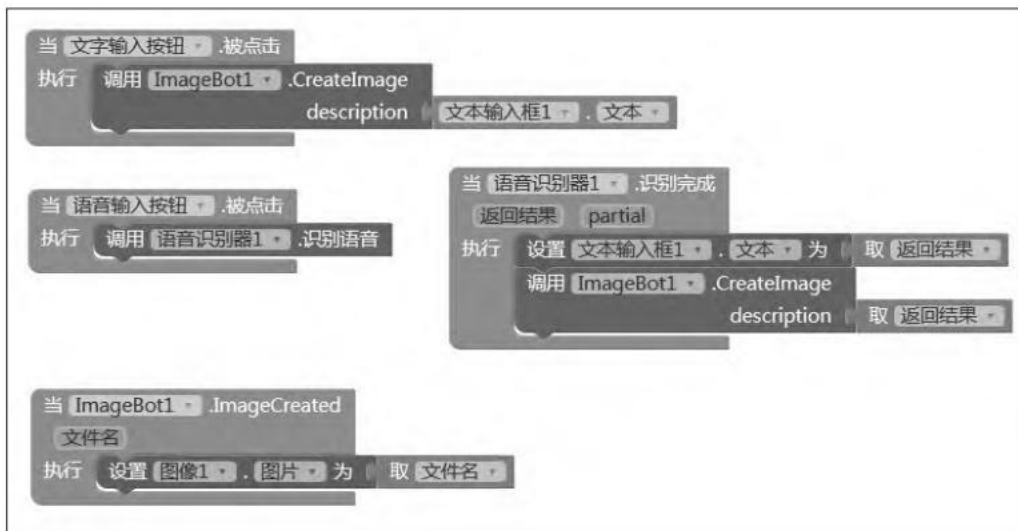 当 文字输入按钮 .被点击
执行 调用 ImageBot1 .CreateImage
description 文本输入框1 . 文本
当 语音输入按钮 .被点击
执行 调用 语音识别器1 .识别语音
当 语音识别器1 .识别完成
返回结果 partial
执行 设置 文本输入框1 . 文本 为 取 返回结果
调用 ImageBot1 .CreateImage
description 取 返回结果
当 ImageBot1 .ImageCreated
文件名
执行 设置 图像1 . 图片 为 取 文件名